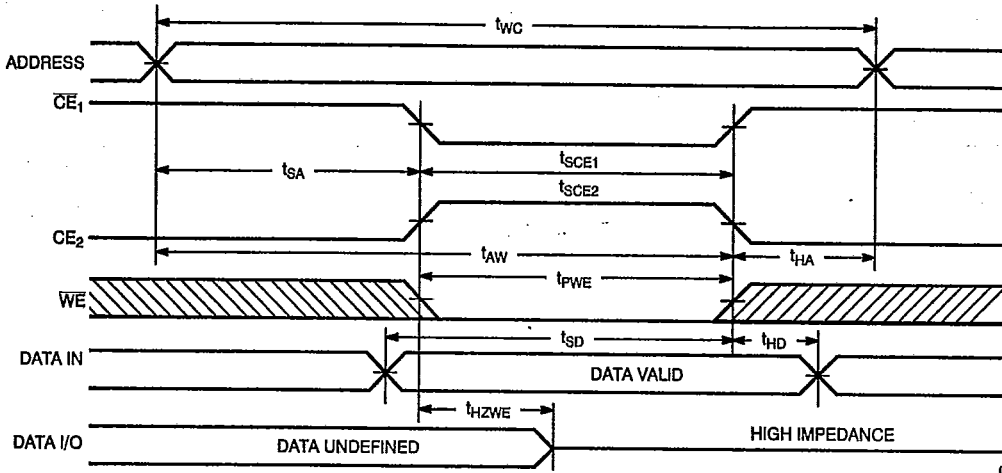 tWC
ADDRESS
CE1
tSA
tSCE1
tSCE2
CE2
tAW
tHA
tPWE
WE
tSD
tHD
DATA IN
DATA VALID
tHZWE
DATA I/O
DATA UNDEFINED
HIGH IMPEDANCE